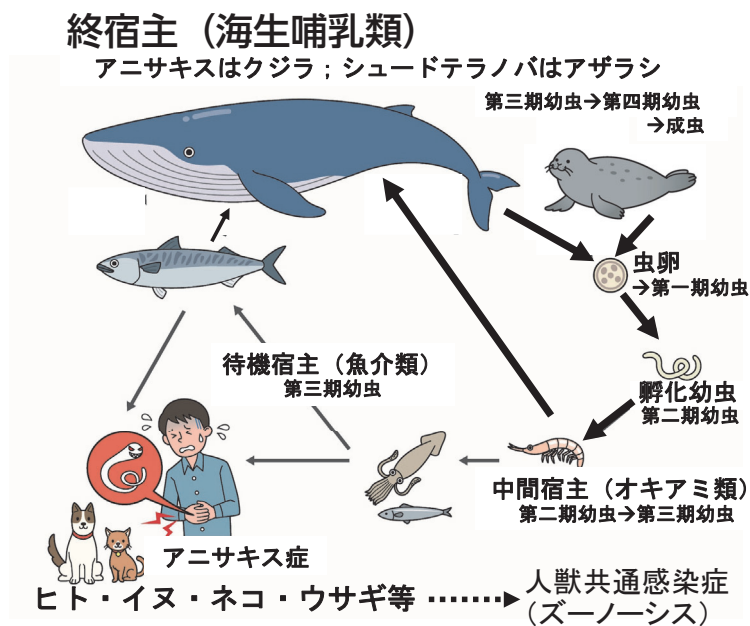 終宿主（海生哺乳類）
アニサキスはクジラ；シュードテラノバはアザラシ
第三期幼虫→第四期幼虫
→成虫
虫卵
→第一期幼虫
待機宿主（魚介類）
第三期幼虫
孵化幼虫
第二期幼虫
中間宿主（オキアミ類）
第二期幼虫→第三期幼虫
アニサキス症
ヒト・イヌ・ネコ・ウサギ等
人獣共通感染症
（ズーノーシス）